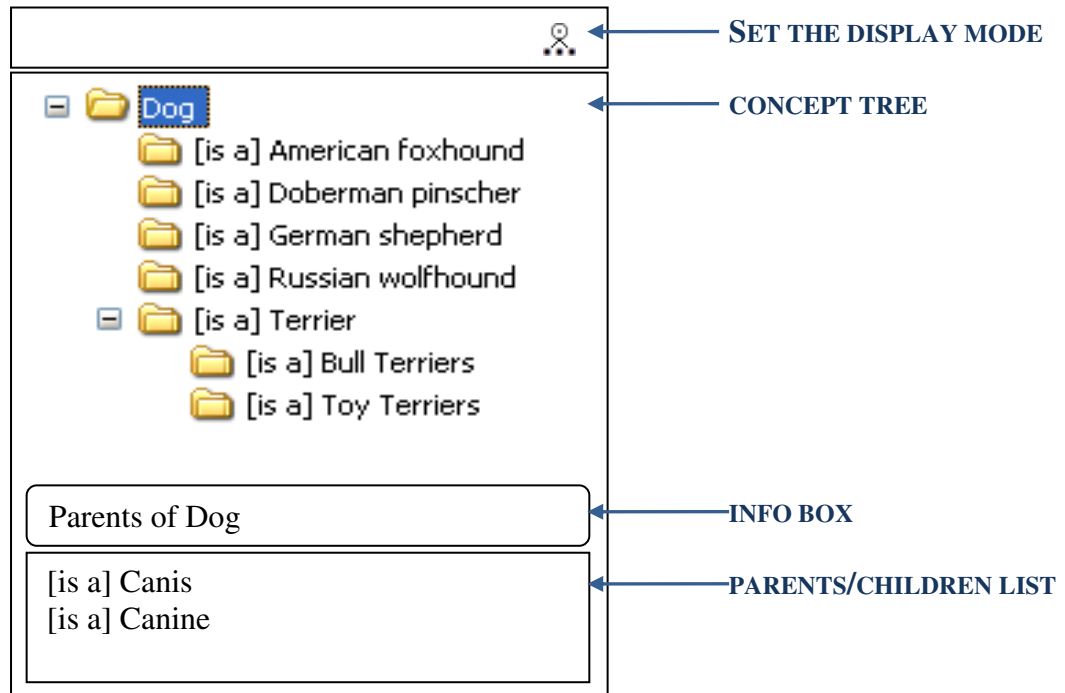 SET THE DISPLAY MODE
Dog
CONCEPT TREE
[is a] American foxhound
[is a] Doberman pinscher
[is a] German shepherd
[is a] Russian wolfhound
[is a] Terrier
[is a] Bull Terriers
[is a] Toy Terriers
Parents of Dog
INFO BOX
[is a] Canis
PARENTS/CHILDREN LIST
[is a] Canine